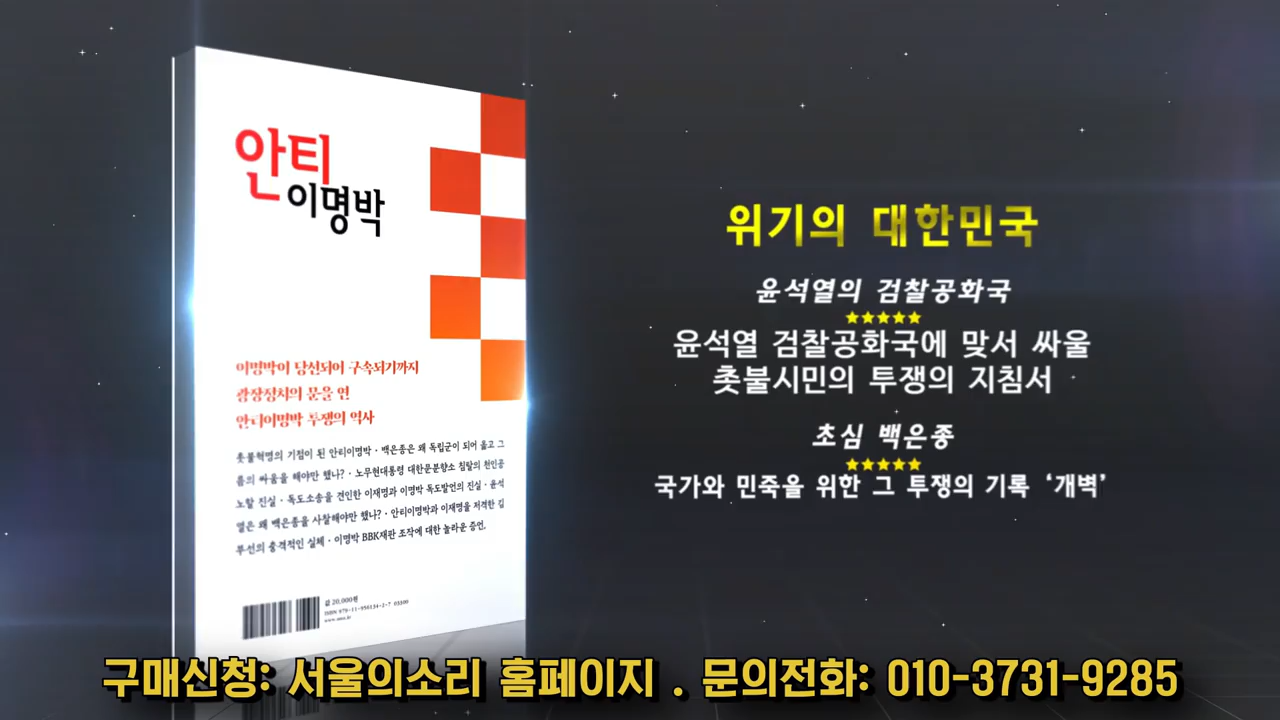 안티
이명박
이명박이 당선되어 구속되기까지
광장정치의 문을 연
안티이명박 투쟁의 역사
촛불혁명의 기점이 된 안티이명박 · 백은종은 왜 독립군이 되어 홀고 그
름의 싸움을 해야만 했나? · 노무현대통령 대한문분향소 침탈의 천인공
노할 진실 · 독도소송을 견인한 이재명과 이명박 독도발언의 진실 · 윤석
열은 왜 백은종을 사찰해야만 했나? · 안티이명박과 이재명을 저격한 김
부선의 충격적인 실체 · 이명박 BBK재판 조작에 대한 놀라운 증언,
값 20,000원
위기의 대한민국
윤석열의 검찰공화국
윤석열 검찰공화국에 맞서 싸울
촛불시민의 투쟁의 지침서
초심 백은종
국가와 민족을 위한 그 투쟁의 기록 ‘개벽’
구매신청: 서울의소리 홈페이지 . 문의전화: 010-3731-9285